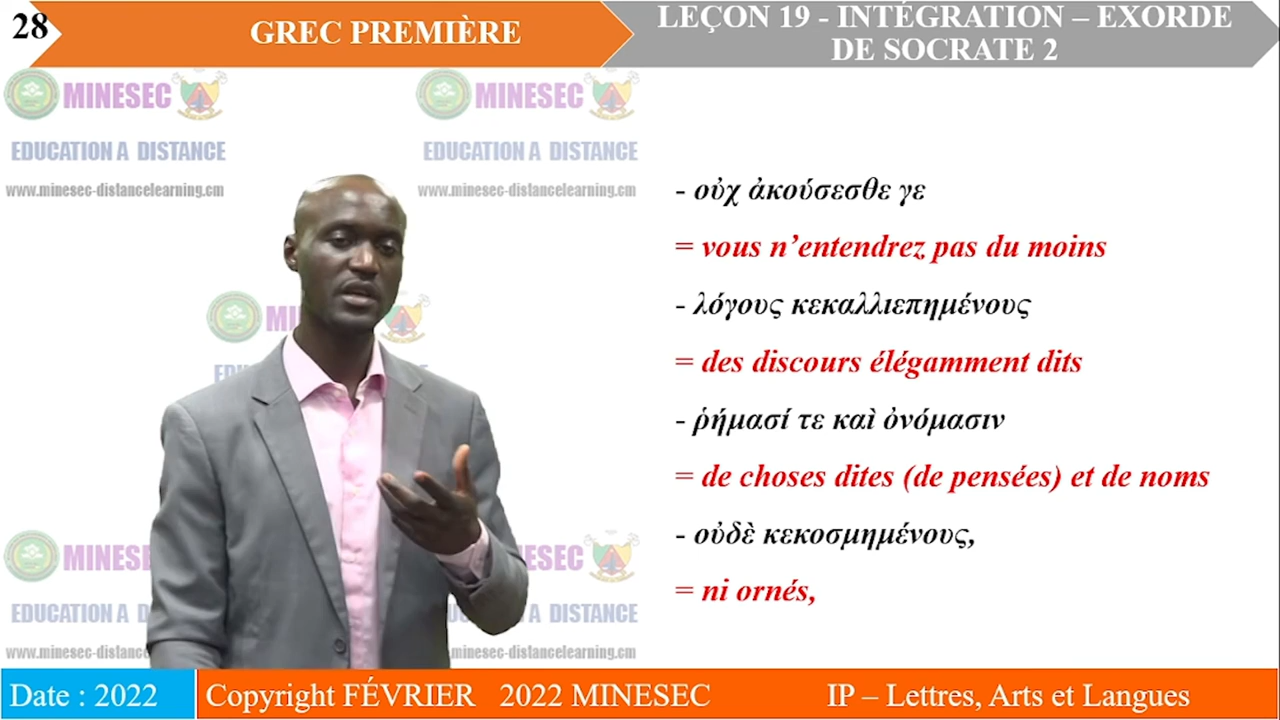 28
GREC PREMIÈRE
LEÇON 19 - INTÉGRATION – EXORDE
DE SOCRATE 2
MINESEC
MINESEC
EDUCATION A DISTANCE
EDUCATION A DISTANCE
www.minesec-distancelearning.cm
www.minesec-distancelearning.cm
- οὐχ ἀκούσεσθε γε
= vous n’entendrez pas du moins
- λόγους κεκαλλιεπημένους
= des discours élégamment dits
- ῥήμασί τε καὶ ὀνόμασιν
= de choses dites (de pensées) et de noms
- οὐδὲ κεκοσμημένους,
= ni ornés,
Date : 2022
Copyright FÉVRIER 2022 MINESEC
IP – Lettres, Arts et Langues